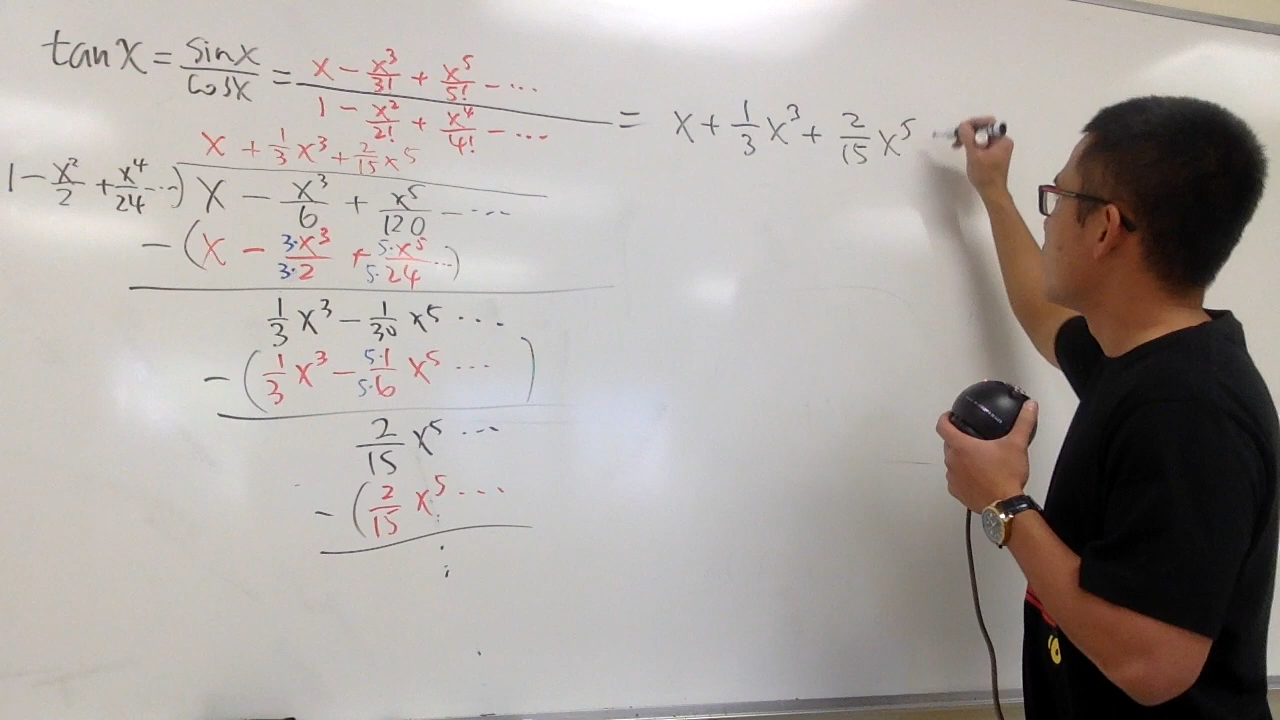 tan x = sinx/cosx = (x - x³/3! + x⁵/5! - ...)/(1 - x²/2! + x⁴/4! - ...) = x + 1/3 x³ + 2/15 x⁵
x + 1/3 x³ + 2/15 x⁵
1 - x²/2 + x⁴/24 ... ) x - x³/6 + x⁵/120 - ...
- (x - 3·x³/3·2 + 5·x⁵/5·24 ...)
1/3 x³ - 1/30 x⁵ ...
- (1/3 x³ - 5·1/5·6 x⁵ ... )
2/15 x⁵ ...
- (2/15 x⁵ ...